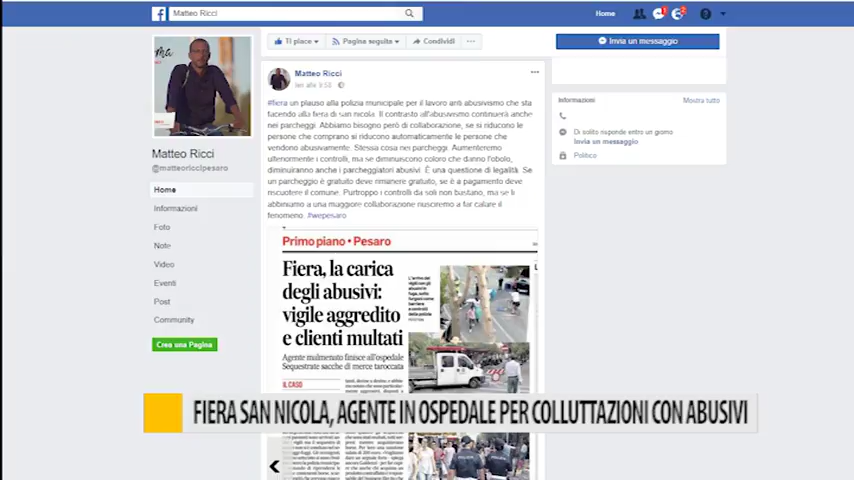 Matteo Ricci
Home
Ti piace
Pagina seguita
Condividi
Invia un messaggio
Matteo Ricci
@matteoriccipesaro
Home
Informazioni
Foto
Note
Video
Eventi
Post
Community
Crea una Pagina
Matteo Ricci
#fiera un plauso alla polizia municipale per il lavoro anti abusivismo che sta
facendo alla fiera di san nicola. Il contrasto all'abusivismo continuerà anche
nei parcheggi. Abbiamo bisogno però di collaborazione, se si riducono le
persone che comprano si riducono automaticamente le persone che
vendono abusivamente. Stessa cosa nei parcheggi. Aumenteremo
ulteriormente i controlli, ma se diminuiscono coloro che danno l'obolo,
diminuiranno anche i parcheggiatori abusivi. È una questione di legalità. Se
un parcheggio è gratuito deve rimanere gratuito, se è a pagamento deve
riscuotere il comune. Purtroppo i controlli da soli non bastano, ma se li
abbiniamo a una maggiore collaborazione riusciremo a far calare il
fenomeno. #wepesaro
Primo piano • Pesaro
Fiera, la carica
degli abusivi:
vigile aggredito
e clienti multati
Agente malmenato finisce all'ospedale
Sequestrate sacche di merce taroccata
IL CASO
Informazioni
Mostra tutto
Di solito risponde entro un giorno
Invia un messaggio
Politico
FIERA SAN NICOLA, AGENTE IN OSPEDALE PER COLLUTTAZIONI CON ABUSIVI